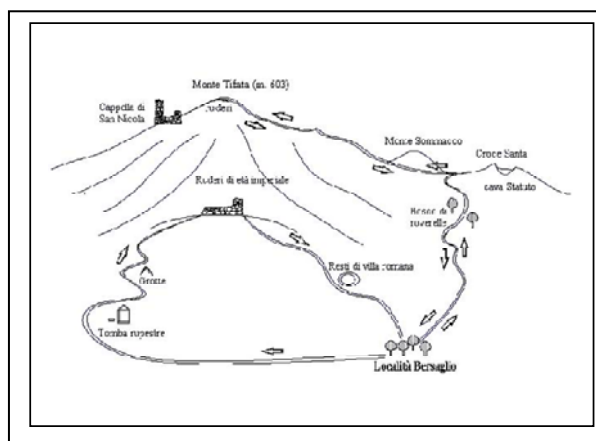 Monte Tifata (m. 603)
ruderi
Cappella di
San Nicola
Monte Sommacco
Croce Santa
cava Statuto
Ruderi di età imperiale
Bosco di
roverelle
Resti di villa romana
Grotte
Tomba rupestre
Località Bersaglio